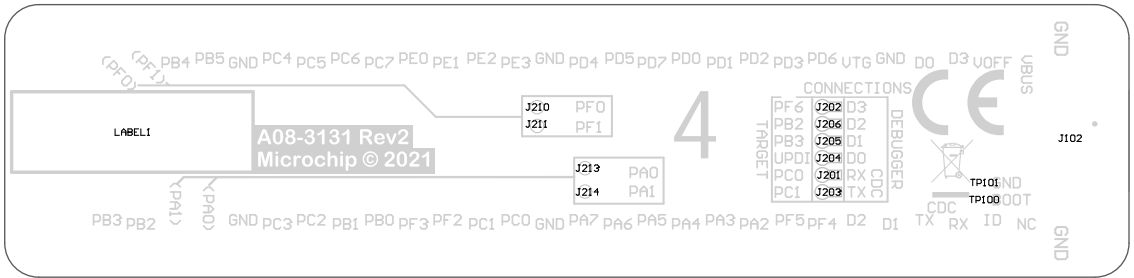 GND
(PF0) (PF1) PB4 PB5 GND PC4 PC5 PC6 PC7 PE0 PE1 PE2 PE3 GND PD4 PD5 PD7 PD0 PD1 PD2 PD3 PD6 VTG GND D0 D3 VOFF VBUS
CONNECTIONS
LABEL1
A08-3131 Rev2
Microchip © 2021
J210 PF0
J211 PF1
J213 PA0
J214 PA1
4
TARGET
PF6 J202 D3
PB2 J206 D2
PB3 J205 D1
UPDI J204 D0
PC0 J201 RX
PC1 J203 TX
CDC
DEBUGGER
CE
J102
TP101 GND
TP100 BOOT
CDC
PB3 PB2 (PA1) (PA0) GND PC3 PC2 PB1 PB0 PF3 PF2 PC1 PC0 GND PA7 PA6 PA5 PA4 PA3 PA2 PF5 PF4 D2 D1 TX RX ID NC
GND